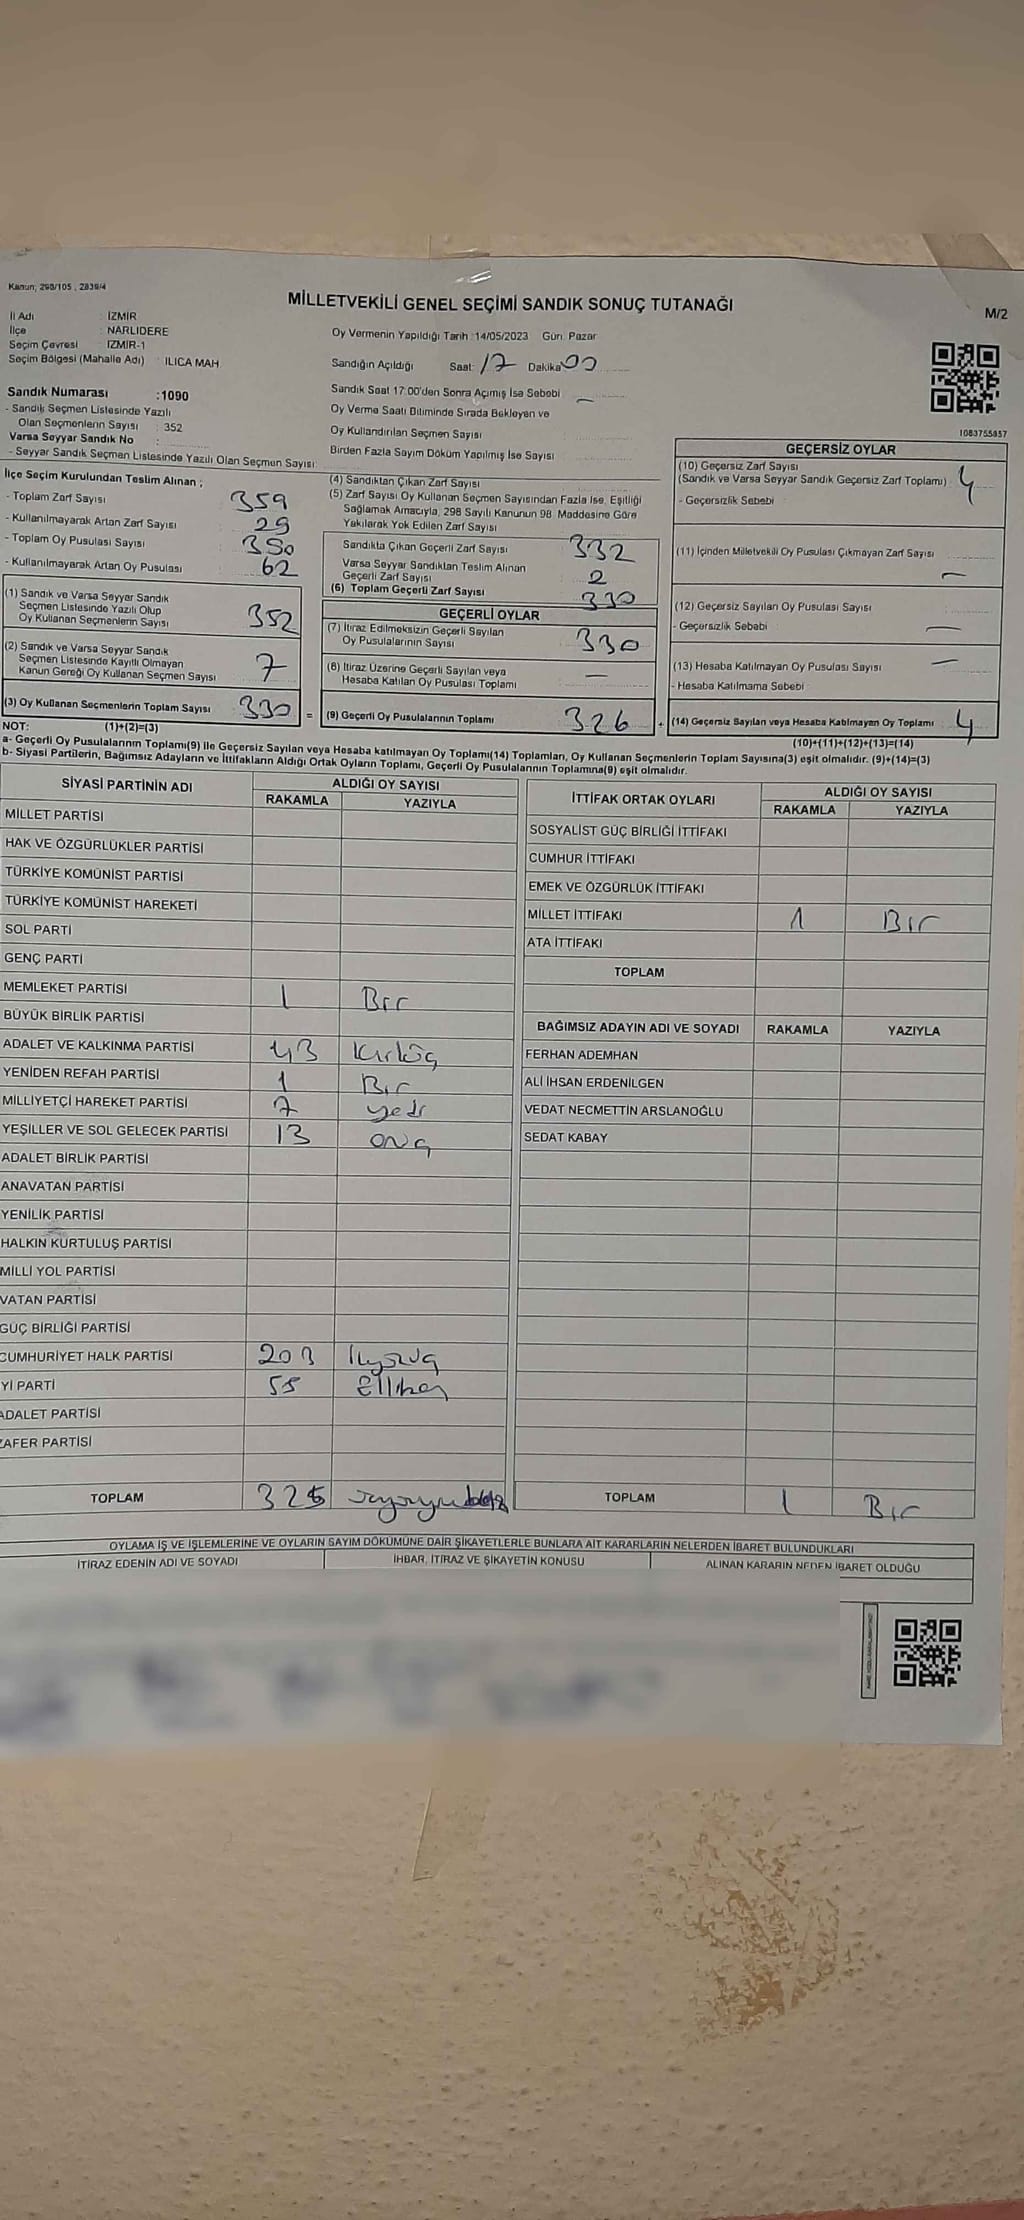 Kanun; 298/105 , 2839/4
MİLLETVEKİLİ GENEL SEÇİMİ SANDIK SONUÇ TUTANAĞI
M/2
İl Adı : İZMİR
İlçe : NARLIDERE
Seçim Çevresi : İZMİR-1
Seçim Bölgesi (Mahalle Adı) : ILICA MAH
Oy Vermenin Yapıldığı Tarih :14/05/2023 Gün: Pazar
Sandığın Açıldığı Saat: 17 Dakika 00
Sandık Saat 17:00'den Sonra Açımış İse Sebebi : —
Oy Verme Saati Bitiminde Sırada Bekleyen ve
Oy Kullandırılan Seçmen Sayısı :
Birden Fazla Sayım Döküm Yapılmış İse Sayısı :
1083755857
Sandık Numarası :1090
- Sandık Seçmen Listesinde Yazılı
Olan Seçmenlerin Sayısı : 352
Varsa Seyyar Sandık No :
- Seyyar Sandık Seçmen Listesinde Yazılı Olan Seçmen Sayısı:
İlçe Seçim Kurulundan Teslim Alınan ;
- Toplam Zarf Sayısı 359
- Kullanılmayarak Artan Zarf Sayısı 29
- Toplam Oy Pusulası Sayısı 350
- Kullanılmayarak Artan Oy Pusulası 62
(1) Sandık ve Varsa Seyyar Sandık
Seçmen Listesinde Yazılı Olup
Oy Kullanan Seçmenlerin Sayısı 352
(2) Sandık ve Varsa Seyyar Sandık
Seçmen Listesinde Kayıtlı Olmayan
Kanun Gereği Oy Kullanan Seçmen Sayısı 7
(3) Oy Kullanan Seçmenlerin Toplam Sayısı 330 =
NOT: (1)+(2)=(3)
(4) Sandıktan Çıkan Zarf Sayısı :
(5) Zarf Sayısı Oy Kullanan Seçmen Sayısından Fazla İse, Eşitliği
Sağlamak Amacıyla, 298 Sayılı Kanunun 98. Maddesine Göre
Yakılarak Yok Edilen Zarf Sayısı :
Sandıkta Çıkan Geçerli Zarf Sayısı 332
Varsa Seyyar Sandıktan Teslim Alınan
Geçerli Zarf Sayısı 2
(6) Toplam Geçerli Zarf Sayısı 330
GEÇERLİ OYLAR
(7) İtiraz Edilmeksizin Geçerli Sayılan
Oy Pusulalarının Sayısı 330
(8) İtiraz Üzerine Geçerli Sayılan veya
Hesaba Katılan Oy Pusulası Toplamı —
(9) Geçerli Oy Pusulalarının Toplamı 326 +
GEÇERSİZ OYLAR
(10) Geçersiz Zarf Sayısı
(Sandık ve Varsa Seyyar Sandık Geçersiz Zarf Toplamı) 4
- Geçersizlik Sebebi :
(11) İçinden Milletvekili Oy Pusulası Çıkmayan Zarf Sayısı —
(12) Geçersiz Sayılan Oy Pusulası Sayısı
- Geçersizlik Sebebi —
(13) Hesaba Katılmayan Oy Pusulası Sayısı —
- Hesaba Katılmama Sebebi :
(14) Geçersiz Sayılan veya Hesaba Katılmayan Oy Toplamı 4
(10)+(11)+(12)+(13)=(14)
a- Geçerli Oy Pusulalarının Toplamı(9) ile Geçersiz Sayılan veya Hesaba katılmayan Oy Toplamı(14) Toplamları, Oy Kullanan Seçmenlerin Toplam Sayısına(3) eşit olmalıdır. (9)+(14)=(3)
b- Siyasi Partilerin, Bağımsız Adayların ve İttifakların Aldığı Ortak Oyların Toplamı, Geçerli Oy Pusulalarının Toplamına(9) eşit olmalıdır.
SİYASİ PARTİNİN ADI ALDIĞI OY SAYISI
RAKAMLA YAZIYLA
MİLLET PARTİSİ
HAK VE ÖZGÜRLÜKLER PARTİSİ
TÜRKİYE KOMÜNİST PARTİSİ
TÜRKİYE KOMÜNİST HAREKETİ
SOL PARTİ
GENÇ PARTİ
MEMLEKET PARTİSİ 1 Bir
BÜYÜK BİRLİK PARTİSİ
ADALET VE KALKINMA PARTİSİ 43 Kırküç
YENİDEN REFAH PARTİSİ 1 Bir
MİLLİYETÇİ HAREKET PARTİSİ 7 yedi
YEŞİLLER VE SOL GELECEK PARTİSİ 13 onüç
ADALET BİRLİK PARTİSİ
ANAVATAN PARTİSİ
YENİLİK PARTİSİ
HALKIN KURTULUŞ PARTİSİ
MİLLİ YOL PARTİSİ
VATAN PARTİSİ
GÜÇ BİRLİĞİ PARTİSİ
CUMHURİYET HALK PARTİSİ 203 İkiyüzüç
Yİ PARTİ 55 Ellibeş
ADALET PARTİSİ
ZAFER PARTİSİ
TOPLAM 325
İTTİFAK ORTAK OYLARI ALDIĞI OY SAYISI
RAKAMLA YAZIYLA
SOSYALİST GÜÇ BİRLİĞİ İTTİFAKI
CUMHUR İTTİFAKI
EMEK VE ÖZGÜRLÜK İTTİFAKI
MİLLET İTTİFAKI 1 Bir
ATA İTTİFAKI
TOPLAM
BAĞIMSIZ ADAYIN ADI VE SOYADI RAKAMLA YAZIYLA
FERHAN ADEMHAN
ALİ İHSAN ERDENİLGEN
VEDAT NECMETTİN ARSLANOĞLU
SEDAT KABAY
TOPLAM 1 Bir
OYLAMA İŞ VE İŞLEMLERİNE VE OYLARIN SAYIM DÖKÜMÜNE DAİR ŞİKAYETLERLE BUNLARA AİT KARARLARIN NELERDEN İBARET BULUNDUKLARI
İTİRAZ EDENİN ADI VE SOYADI İHBAR, İTİRAZ VE ŞİKAYETİN KONUSU ALINAN KARARIN NEDEN İBARET OLDUĞU